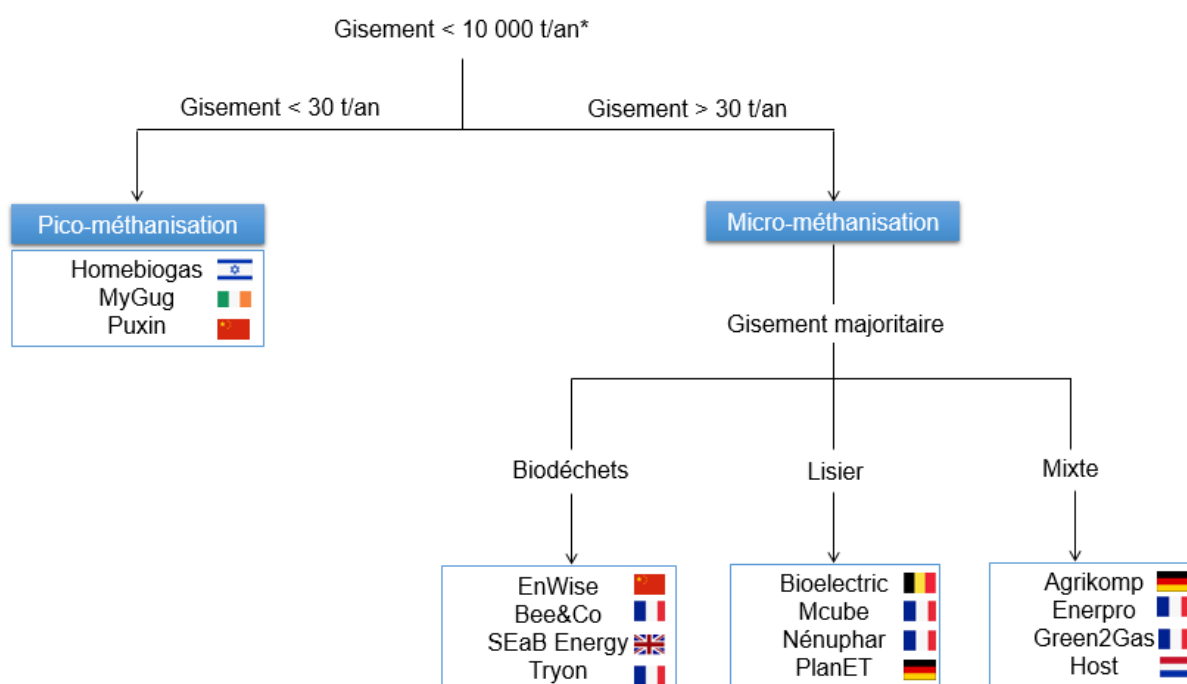 Gisement < 10 000 t/an*
Gisement < 30 t/an
Gisement > 30 t/an
Pico-méthanisation
Homebiogas
MyGug
Puxin
Micro-méthanisation
Gisement majoritaire
Biodéchets
Lisier
Mixte
EnWise
Bee&Co
SEaB Energy
Tryon
Bioelectric
Mcube
Nénuphar
PlanET
Agrikomp
Enerpro
Green2Gas
Host